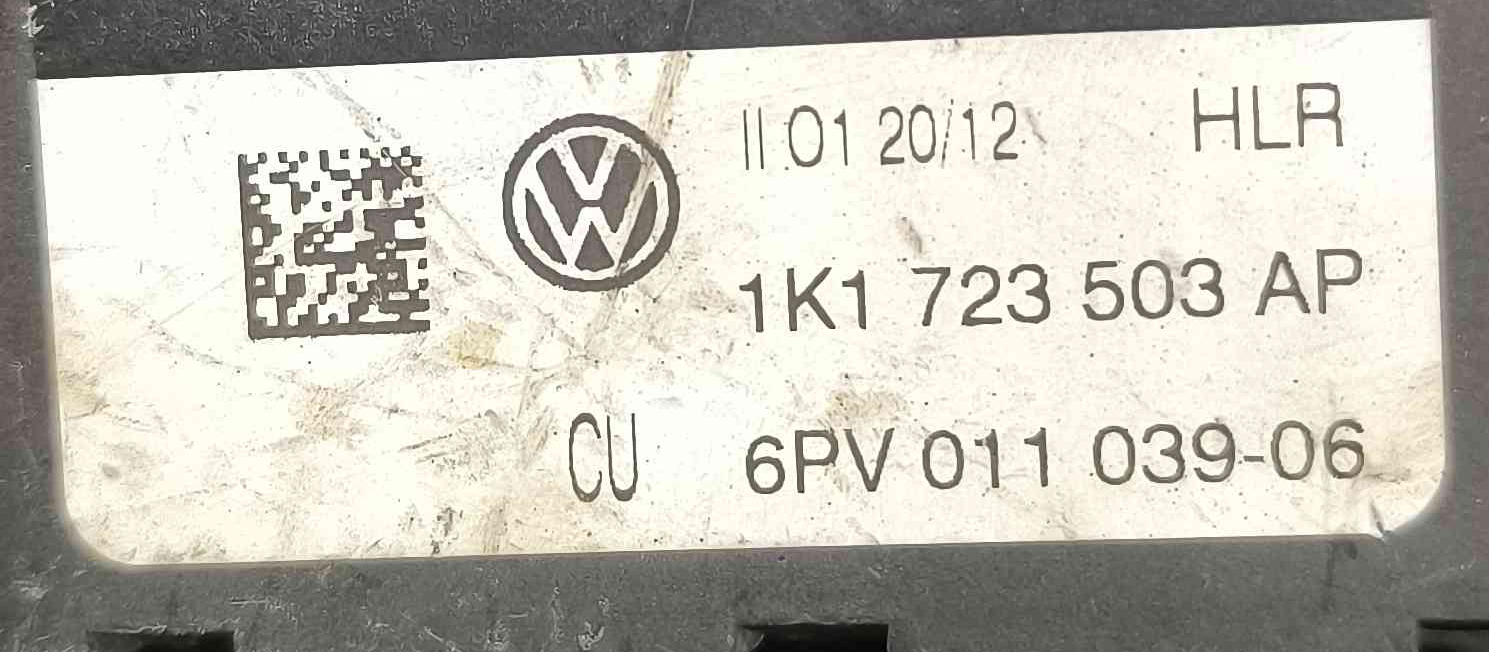 II 01 20/12 HLR
1K1 723 503 AP
CU 6PV 011 039-06